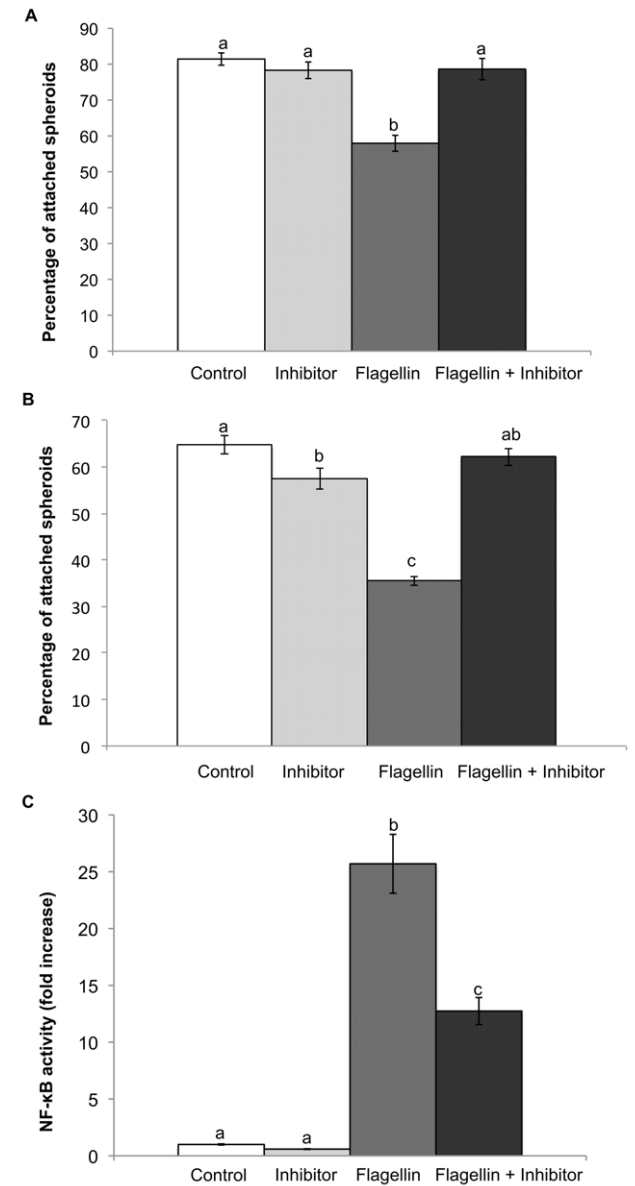 A
Percentage of attached spheroids
90
80
70
60
50
40
30
20
10
0
a
a
b
a
Control Inhibitor Flagellin Flagellin + Inhibitor
B
Percentage of attached spheroids
70
60
50
40
30
20
10
0
a
b
c
ab
Control Inhibitor Flagellin Flagellin + Inhibitor
C
NF-κB activity (fold increase)
30
25
20
15
10
5
0
a
a
b
c
Control Inhibitor Flagellin Flagellin + Inhibitor